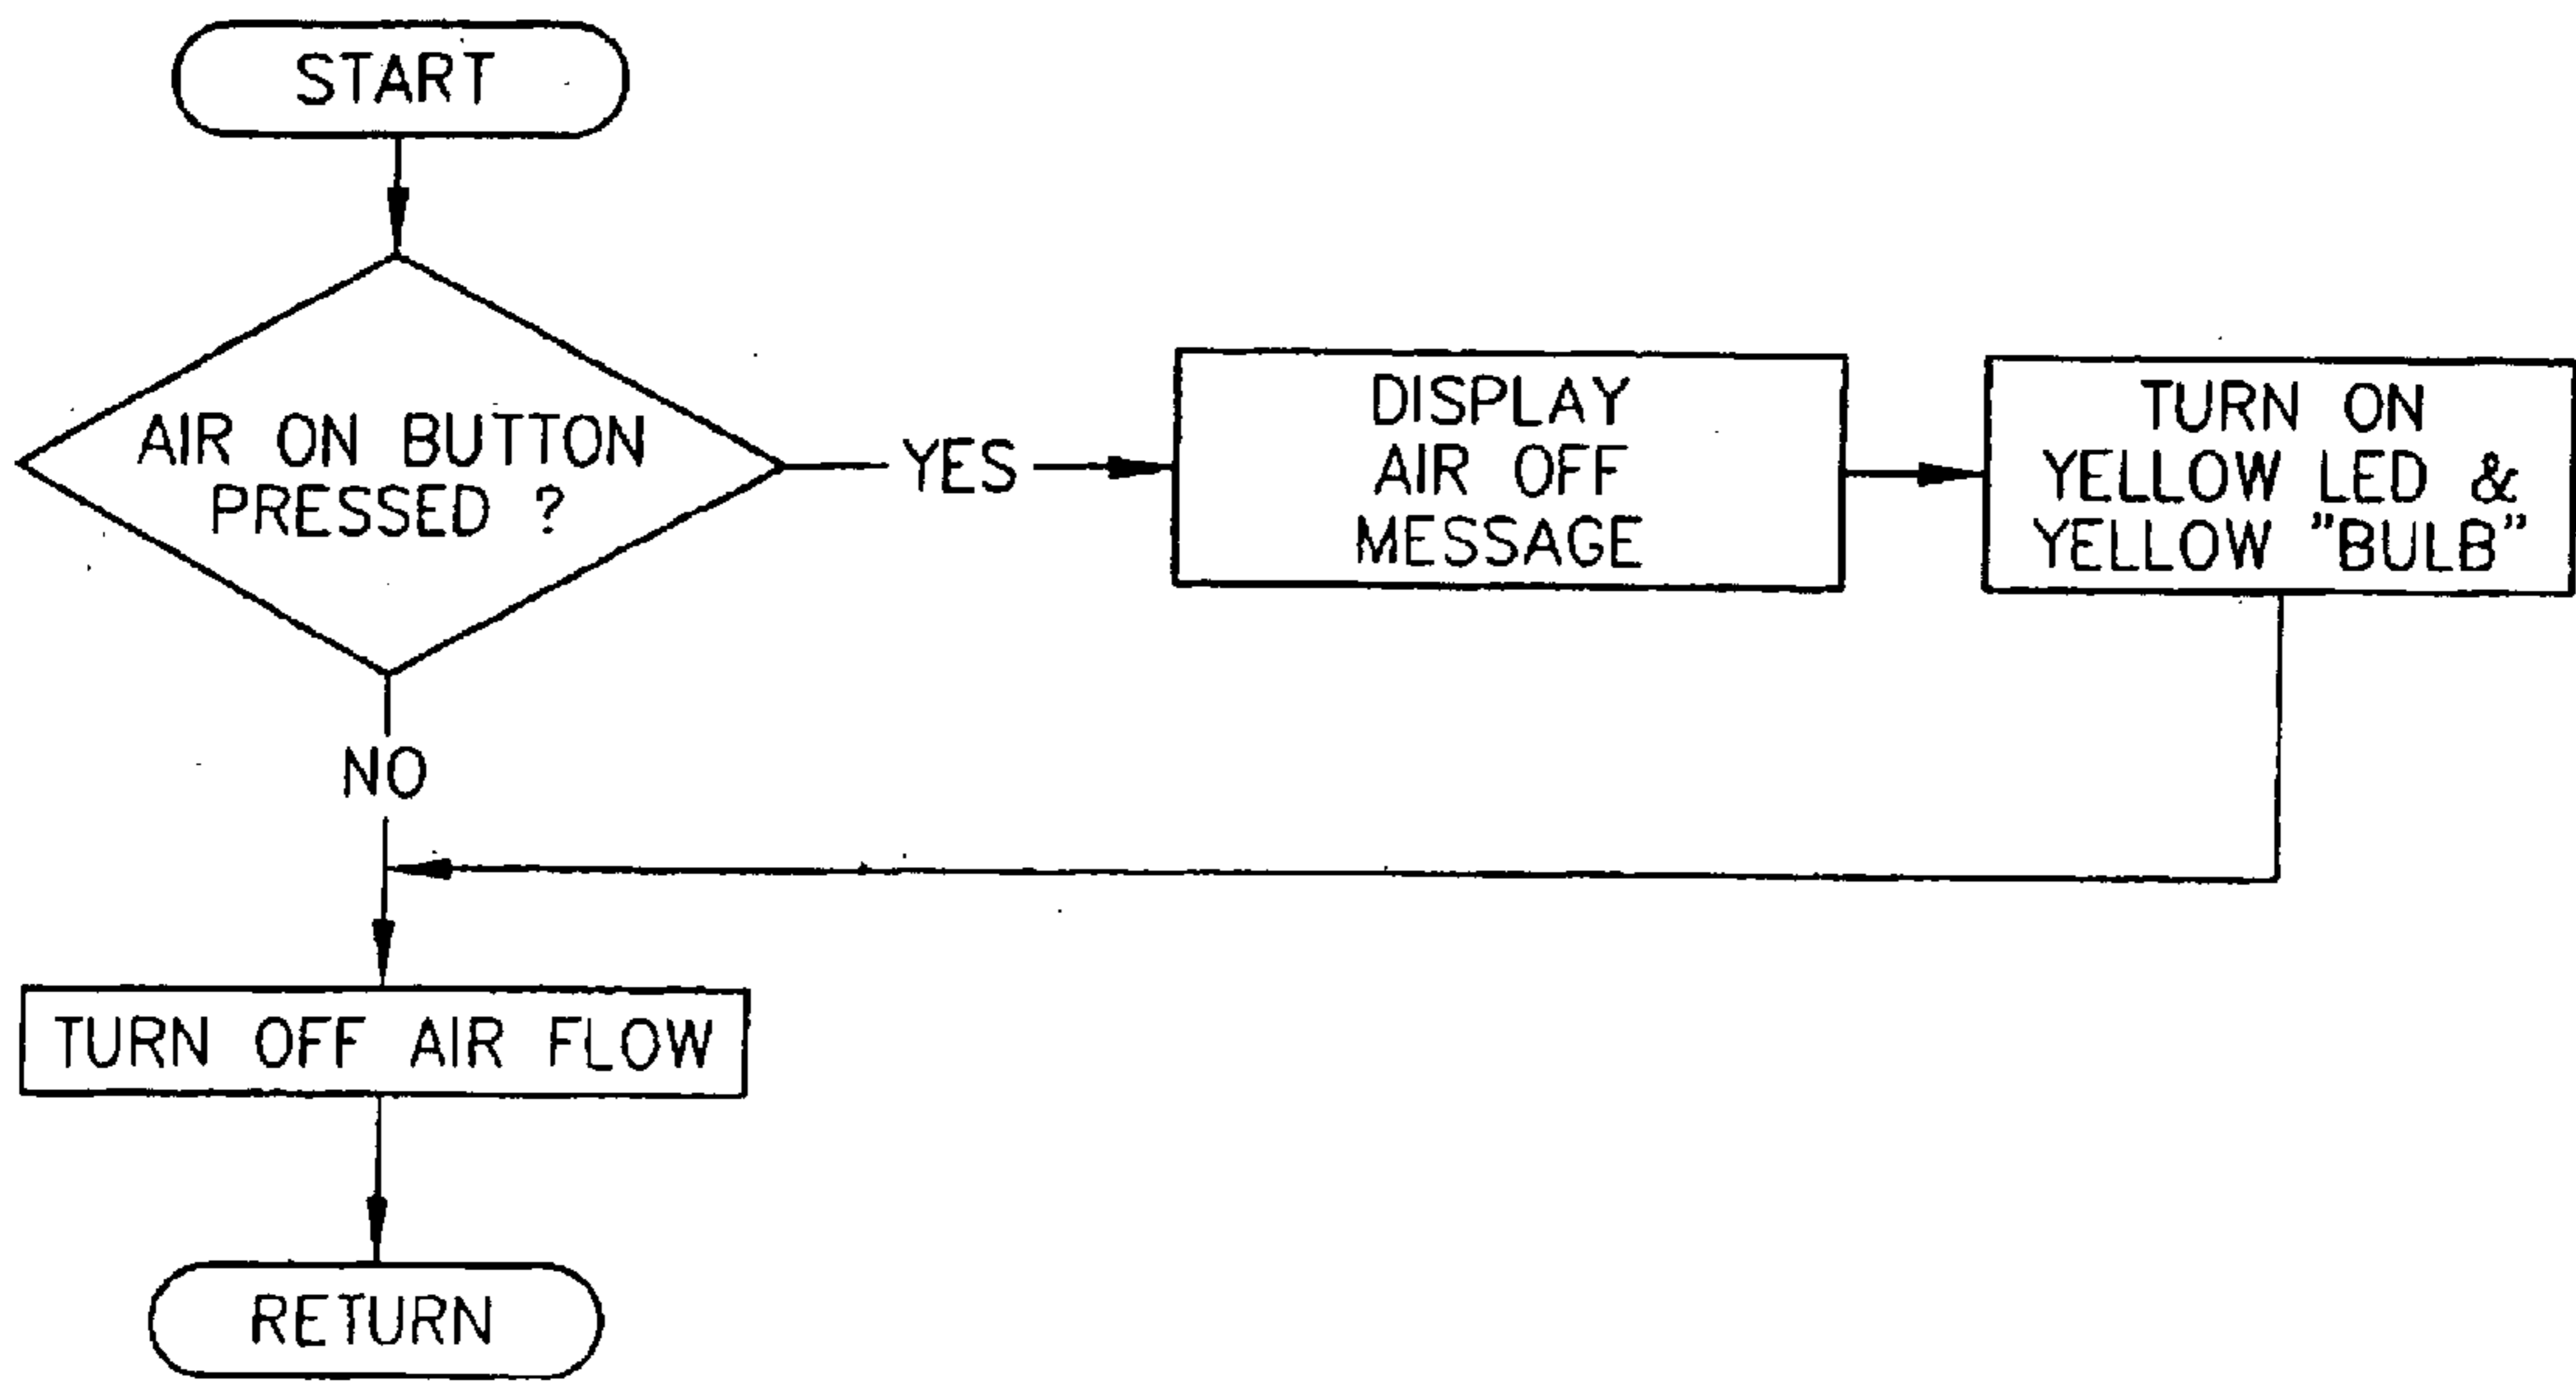 START
AIR ON BUTTON
PRESSED ?
YES
DISPLAY
AIR OFF
MESSAGE
TURN ON
YELLOW LED &
YELLOW "BULB"
NO
TURN OFF AIR FLOW
RETURN